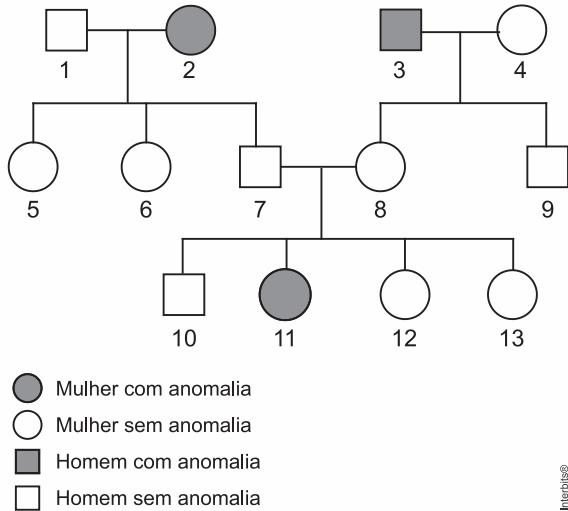 1 2 3 4
5 6 7 8 9
10 11 12 13
Mulher com anomalia
Mulher sem anomalia
Homem com anomalia
Homem sem anomalia
Interbits®